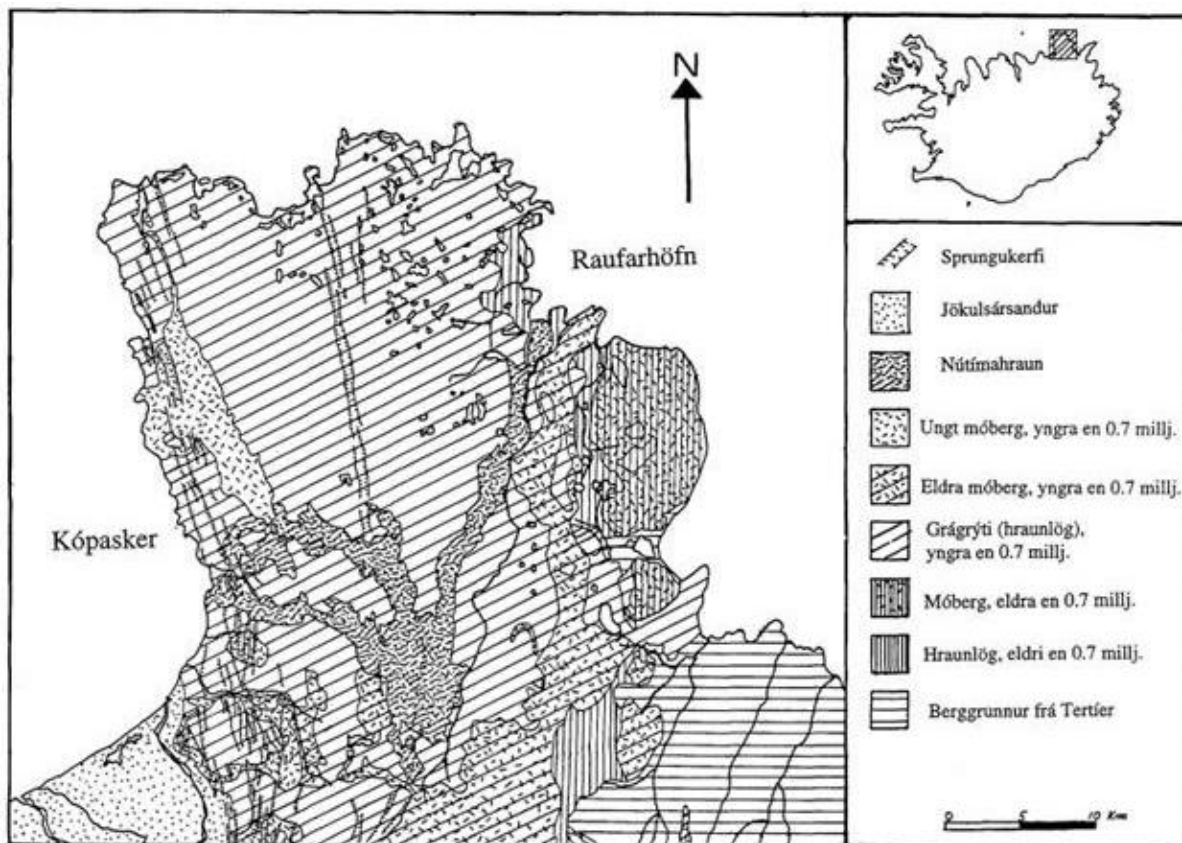 N
Raufarhöfn
Kópasker
Sprungukerfi
Jökulsársandur
Nútímahraun
Ungt móberg, yngra en 0.7 millj.
Eldra móberg, yngra en 0.7 millj.
Grágrýti (hraunlög),
yngra en 0.7 millj.
Móberg, eldra en 0.7 millj.
Hraunlög, eldri en 0.7 millj.
Berggrunnur frá Tertíer
0 5 10 Km